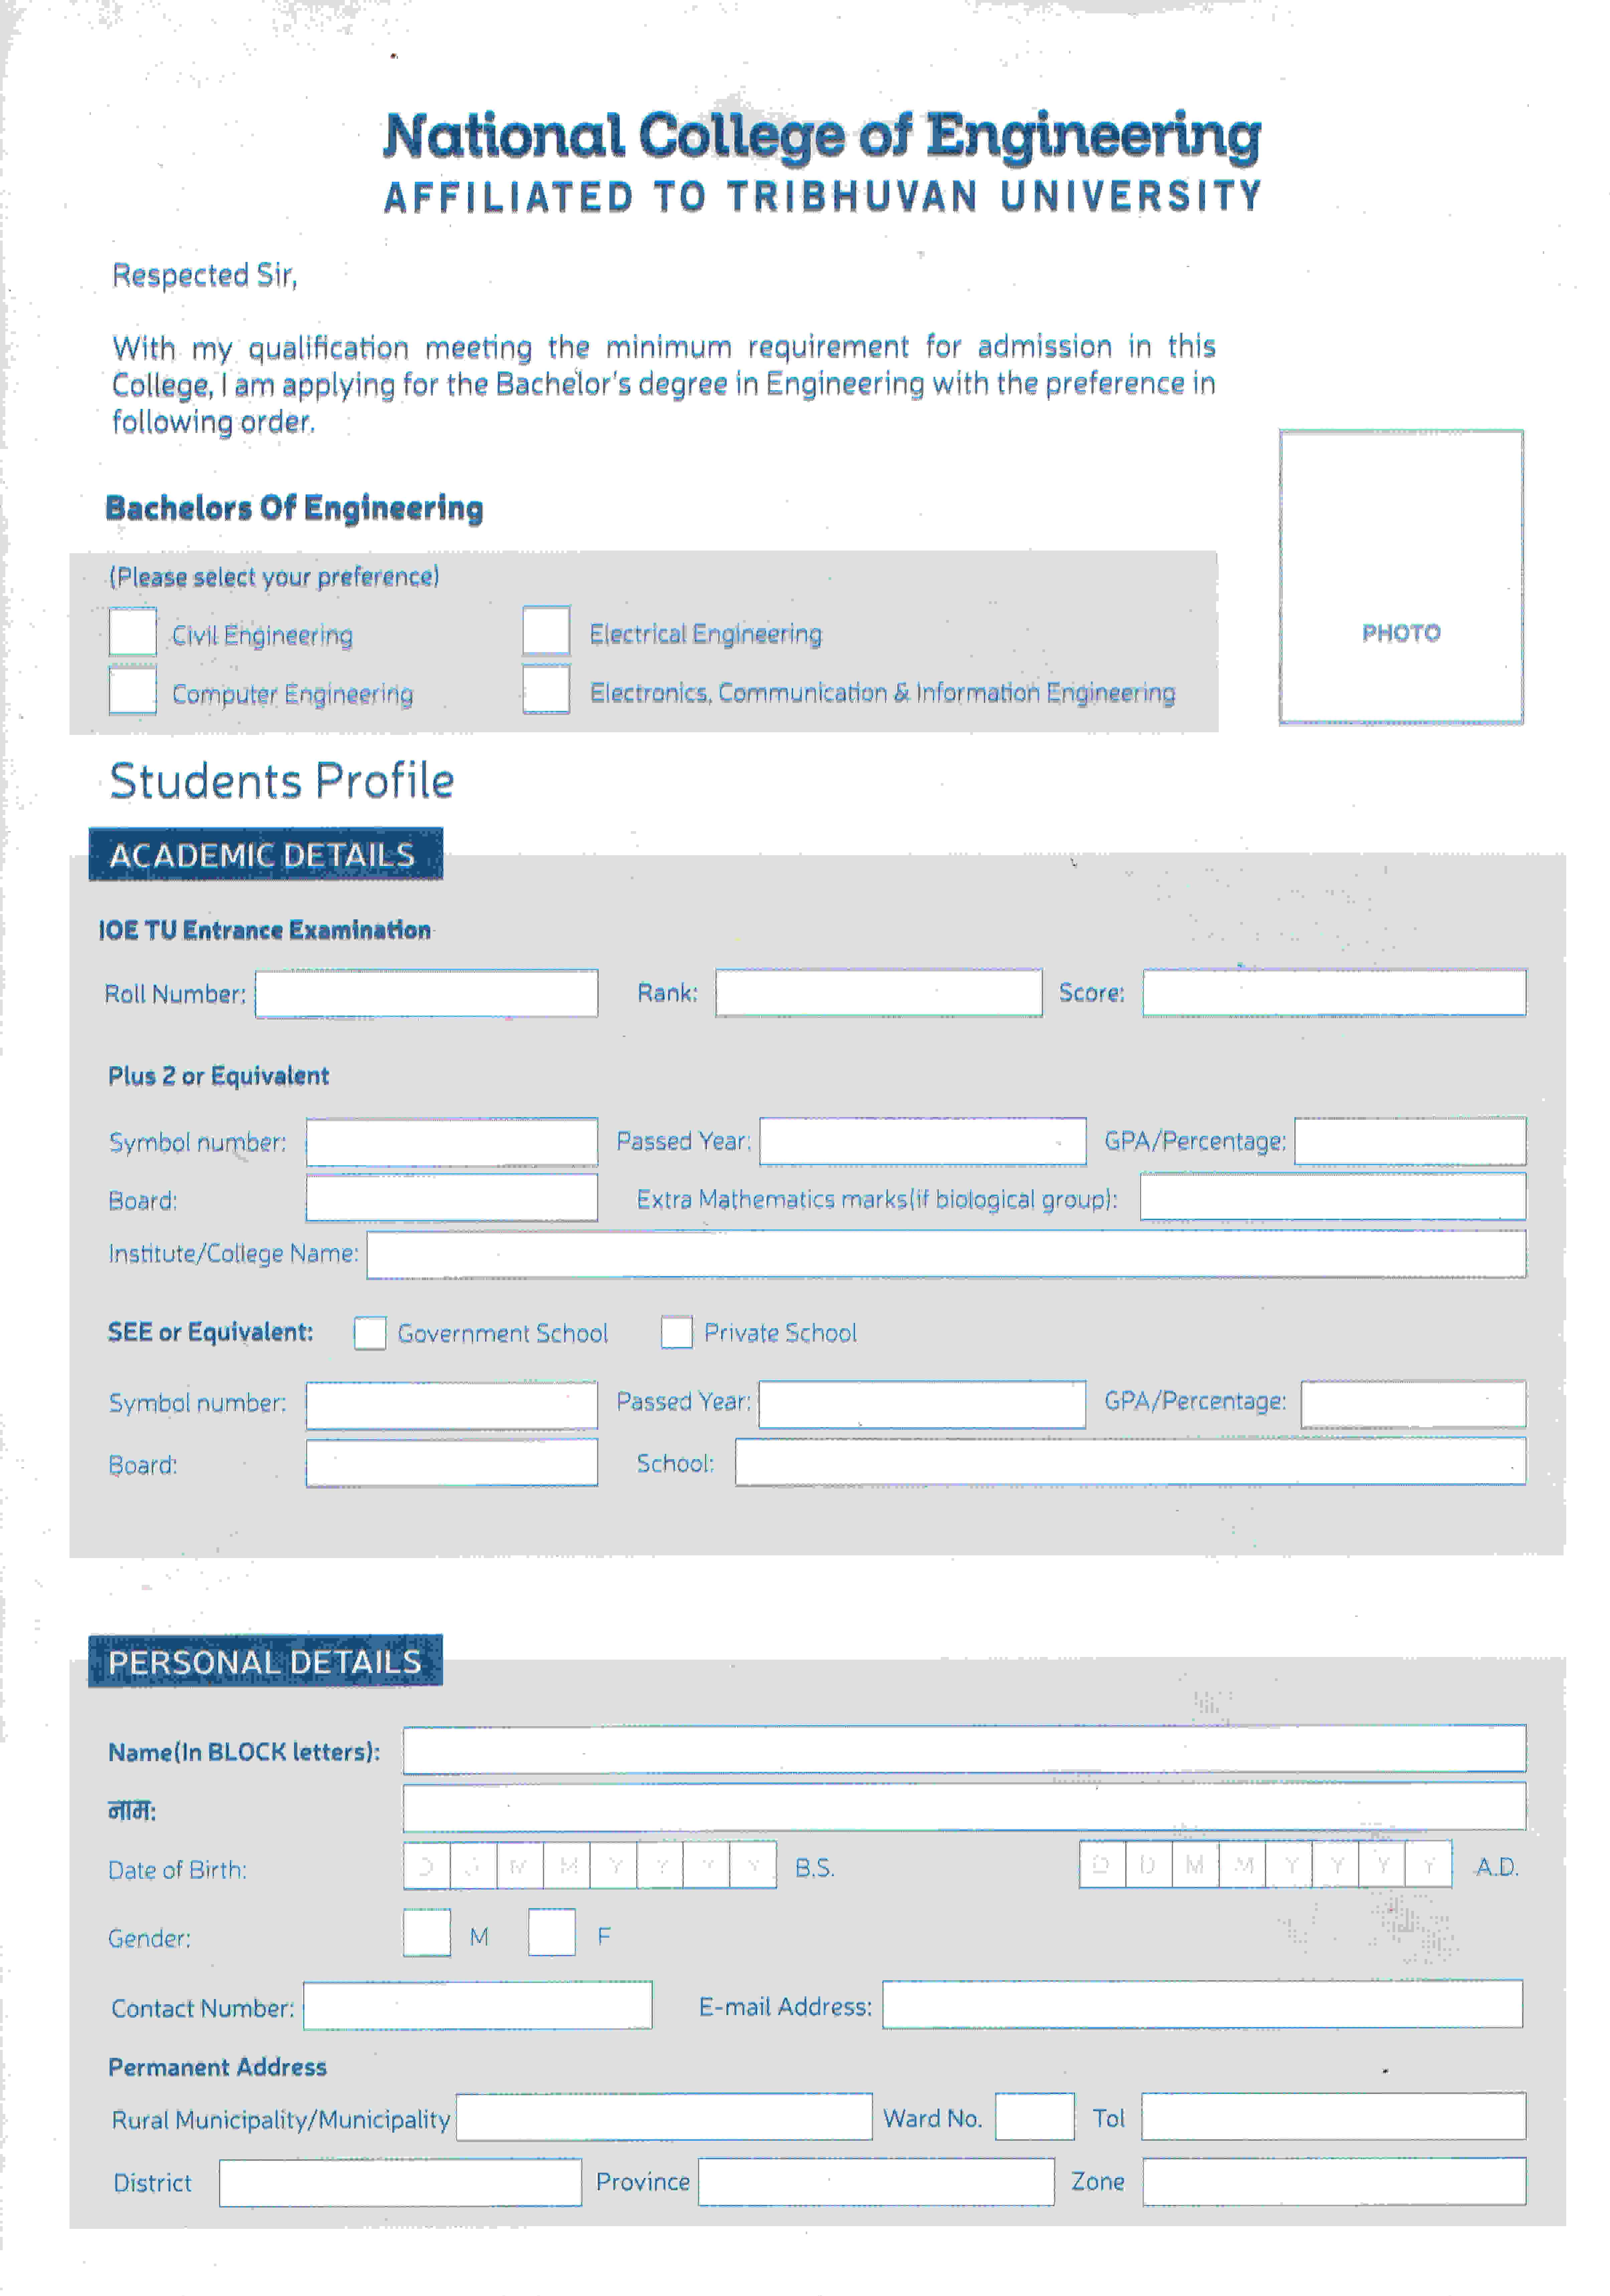 National College of Engineering
AFFILIATED TO TRIBHUVAN UNIVERSITY
Respected Sir,
With my qualification meeting the minimum requirement for admission in this
College, I am applying for the Bachelor's degree in Engineering with the preference in
following order.
Bachelors Of Engineering
(Please select your preference)
Civil Engineering Electrical Engineering
PHOTO
Computer Engineering Electronics, Communication & Information Engineering
Students Profile
ACADEMIC DETAILS
IOE TU Entrance Examination
Roll Number: Rank: Score:
Plus 2 or Equivalent
Symbol number: Passed Year: GPA/Percentage:
Board: Extra Mathematics marks(if biological group):
Institute/College Name:
SEE or Equivalent: Government School Private School
Symbol number: Passed Year: GPA/Percentage:
Board: School:
PERSONAL DETAILS
Name(In BLOCK letters):
नाम:
Date of Birth: D D M M Y Y Y Y B.S. D D M M Y Y Y Y A.D.
Gender: M F
Contact Number: E-mail Address:
Permanent Address
Rural Municipality/Municipality Ward No. Tol
District Province Zone